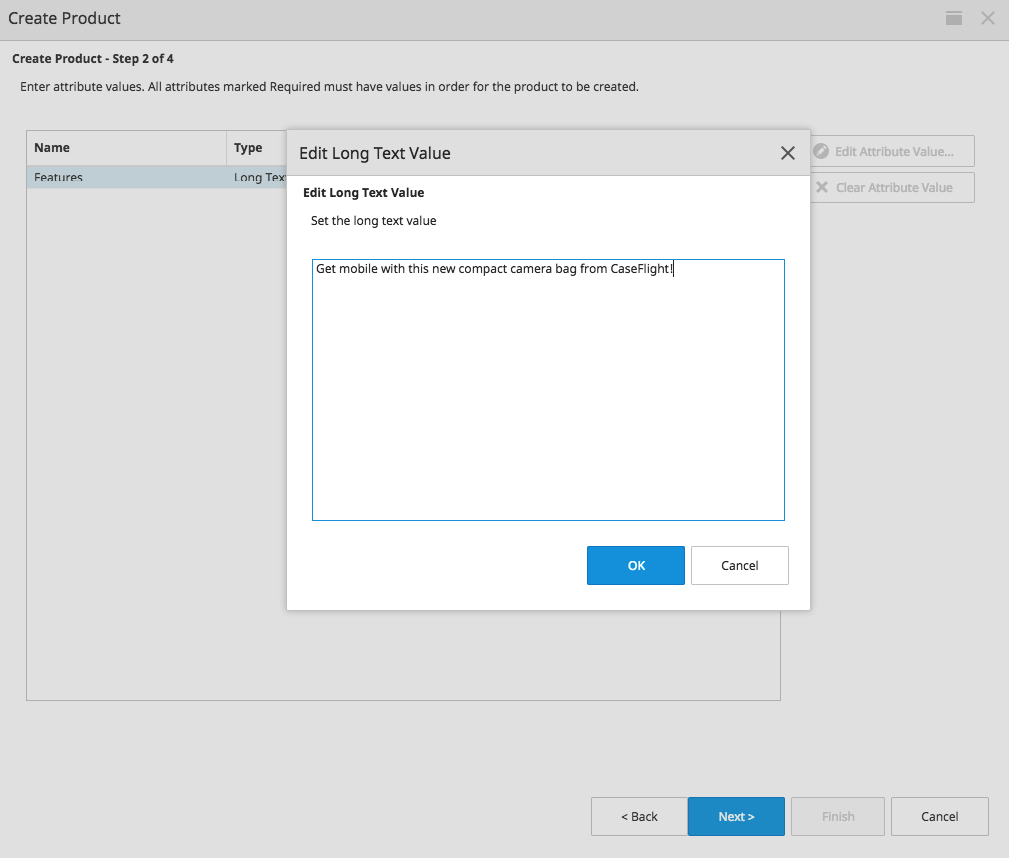 Create Product
Create Product - Step 2 of 4
Enter attribute values. All attributes marked Required must have values in order for the product to be created.
Name Type
Features Long Tex
Edit Attribute Value...
Clear Attribute Value
Edit Long Text Value
Edit Long Text Value
Set the long text value
Get mobile with this new compact camera bag from CaseFlight!
OK Cancel
< Back Next > Finish Cancel